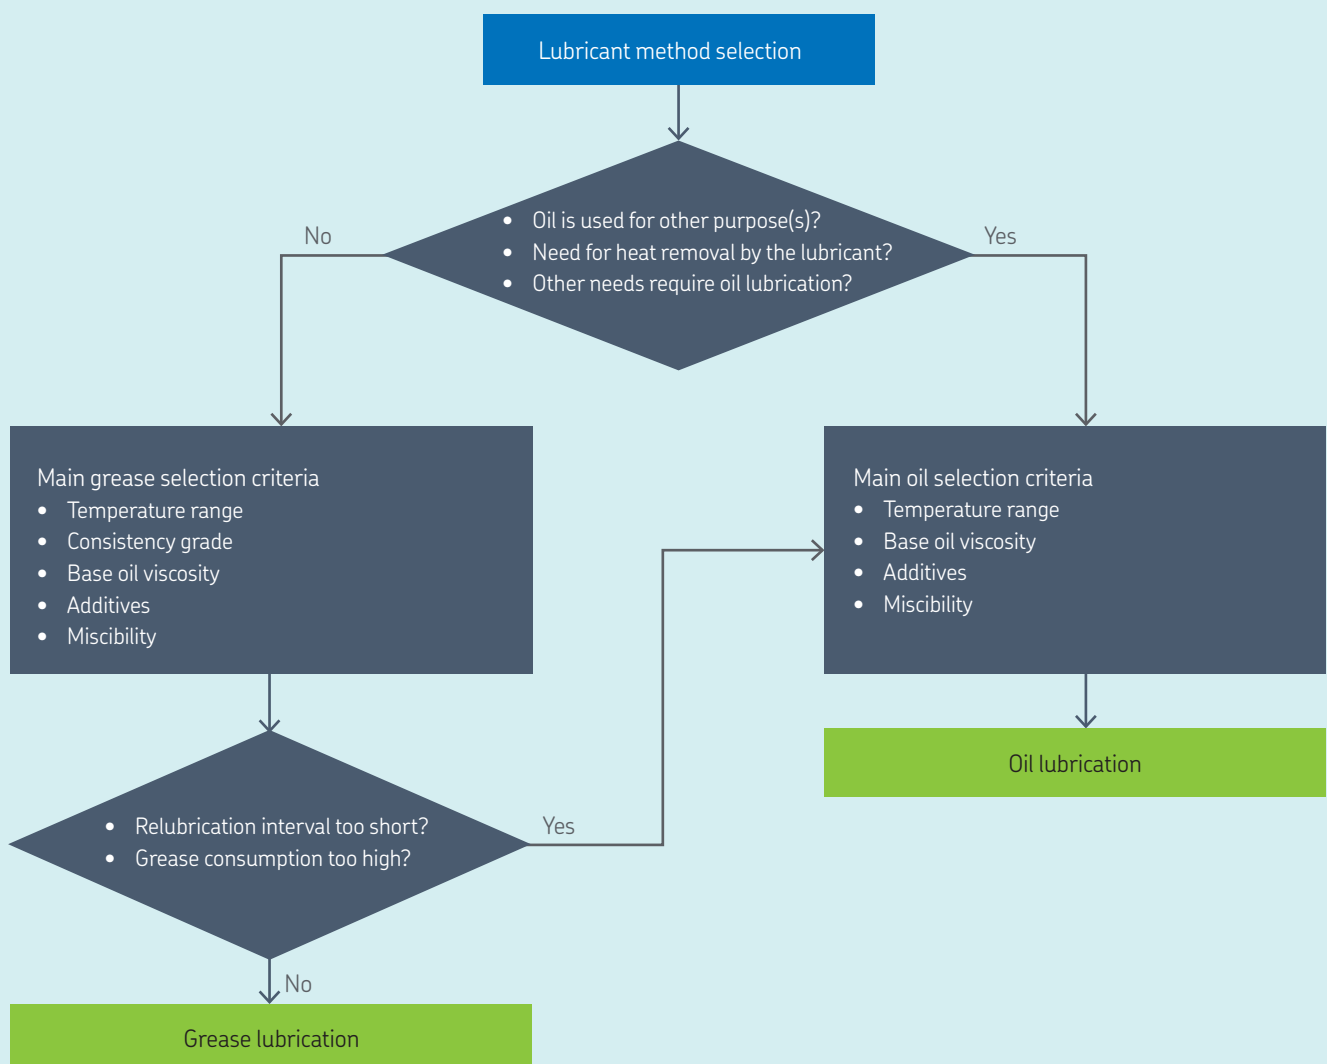 Lubricant method selection
• Oil is used for other purpose(s)?
• Need for heat removal by the lubricant?
• Other needs require oil lubrication?
No
Yes
Main grease selection criteria
• Temperature range
• Consistency grade
• Base oil viscosity
• Additives
• Miscibility
Main oil selection criteria
• Temperature range
• Base oil viscosity
• Additives
• Miscibility
Oil lubrication
• Relubrication interval too short?
• Grease consumption too high?
Yes
No
Grease lubrication